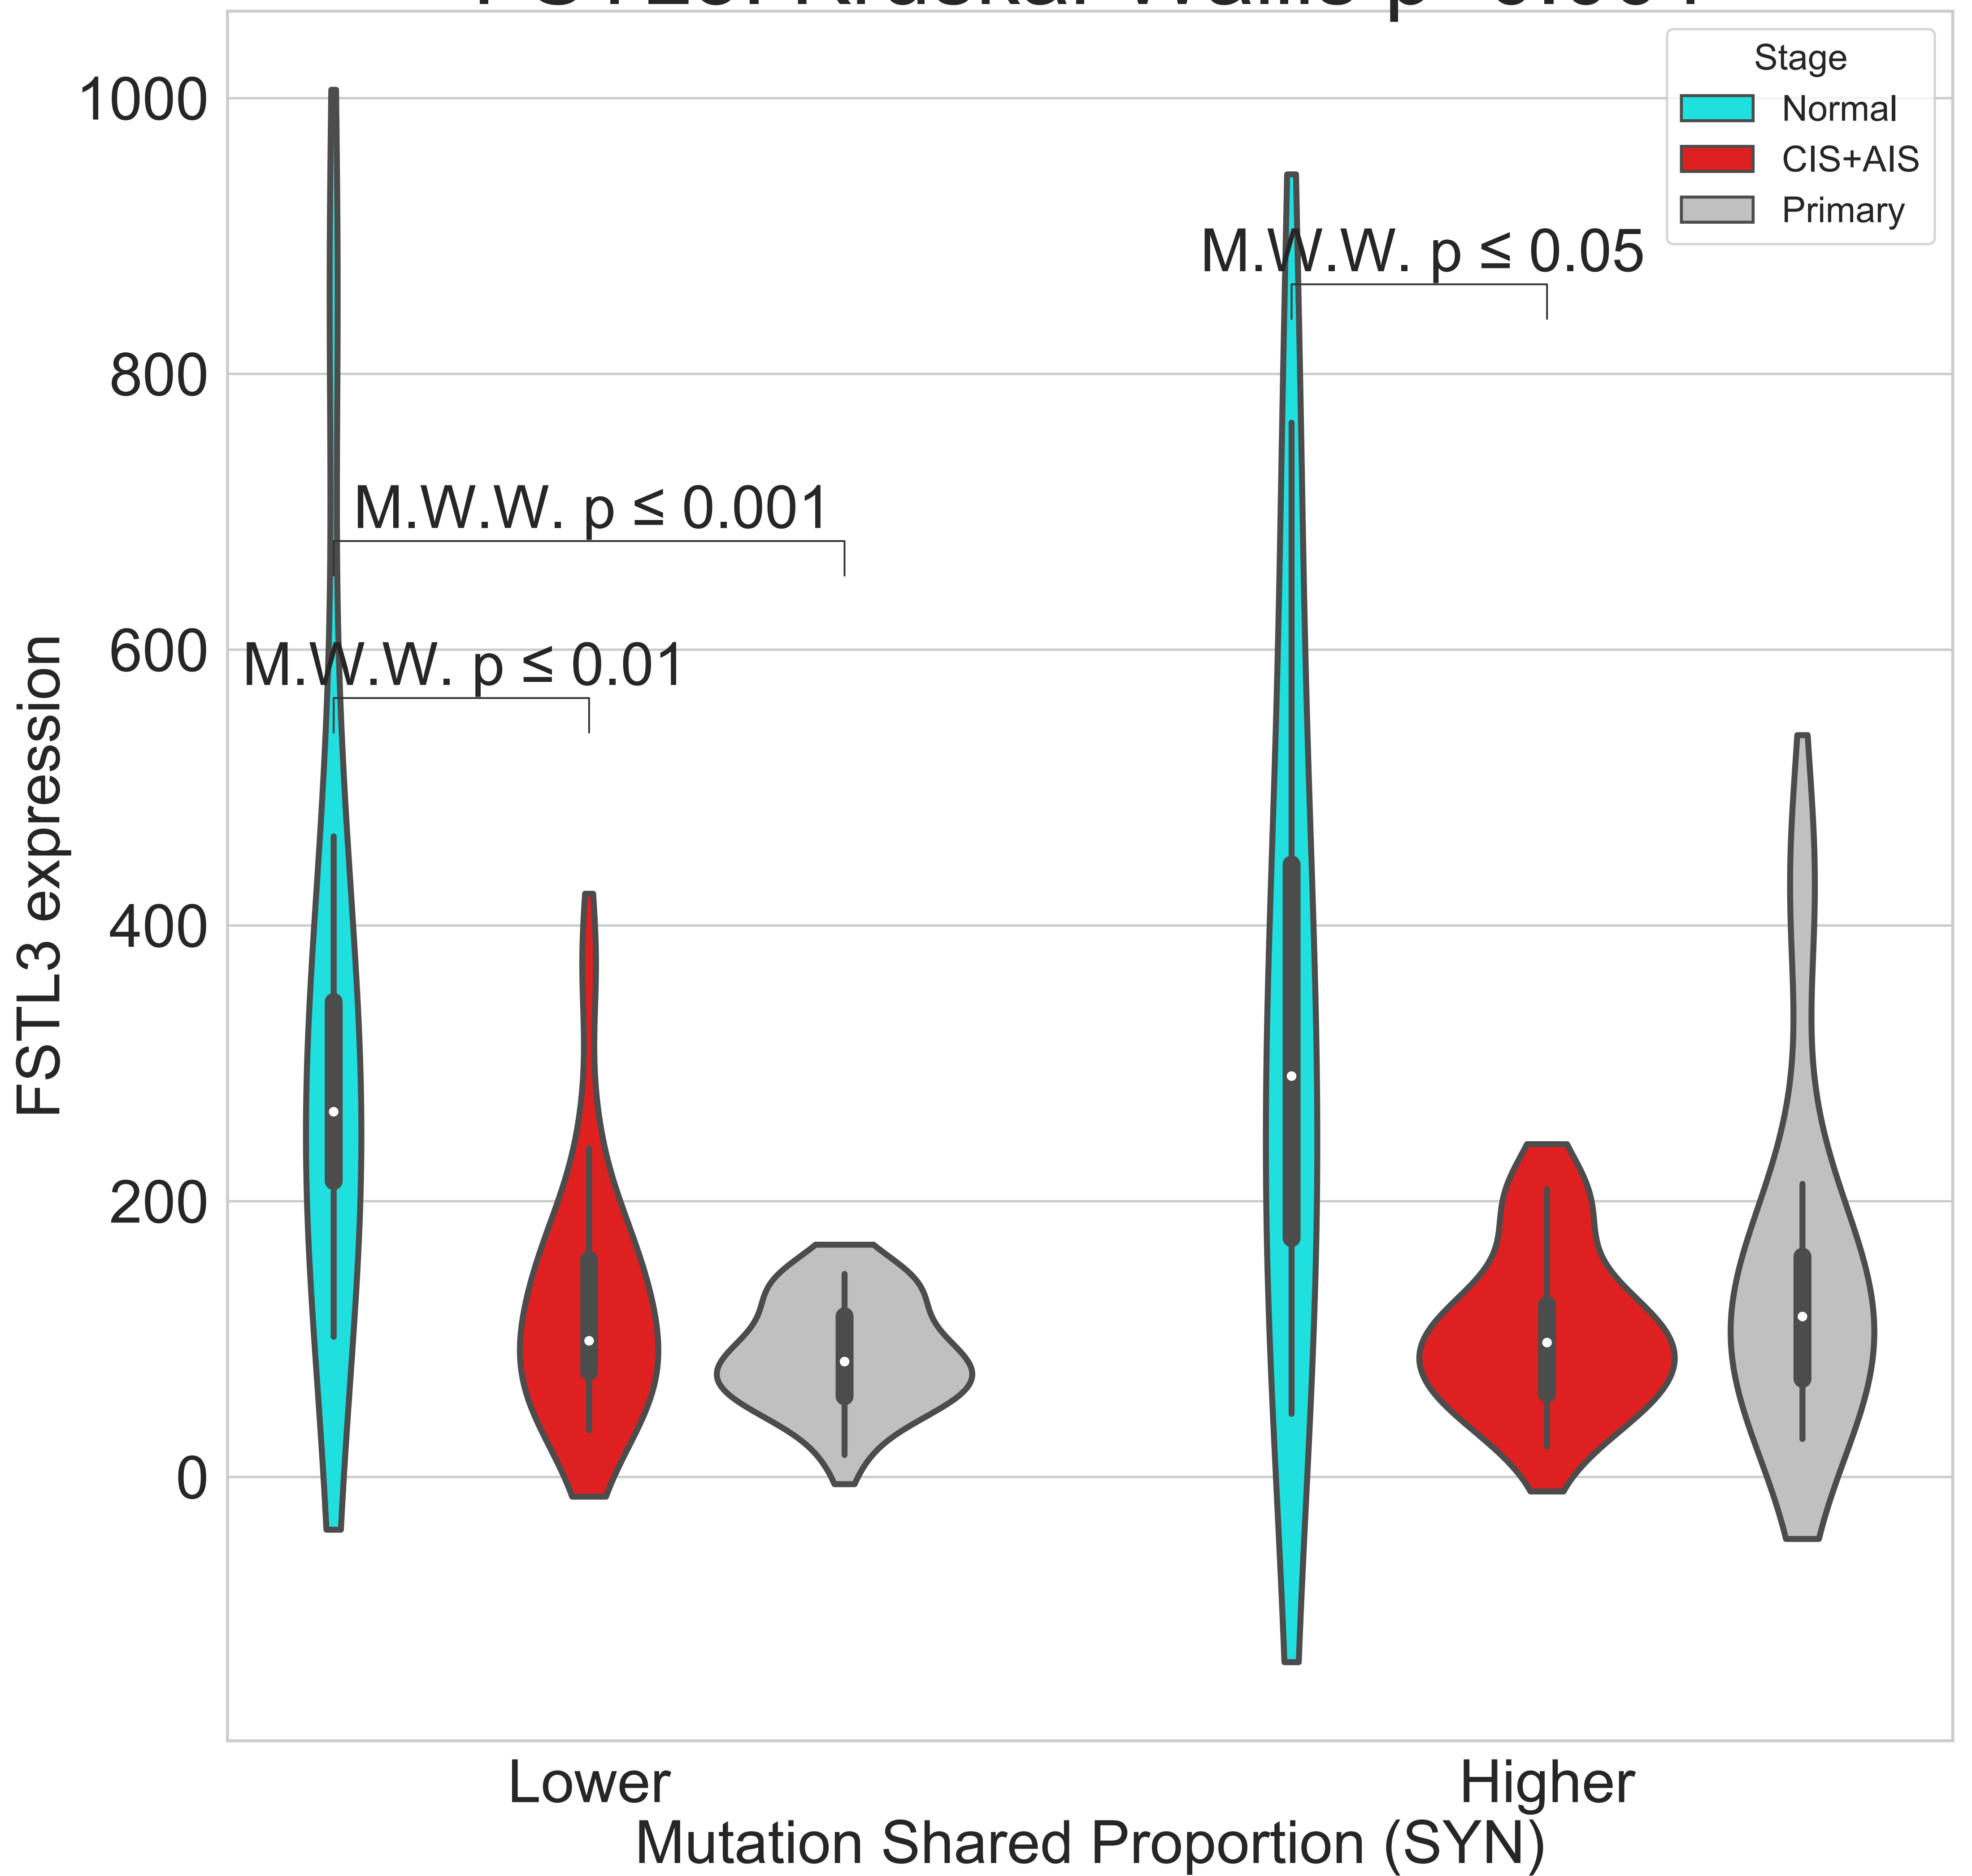 Stage
Normal
CIS+AIS
Primary
1000
800
600
400
200
0
M.W.W. p ≤ 0.05
M.W.W. p ≤ 0.001
M.W.W. p ≤ 0.01
FSTL3 expression
Lower
Higher
Mutation Shared Proportion (SYN)